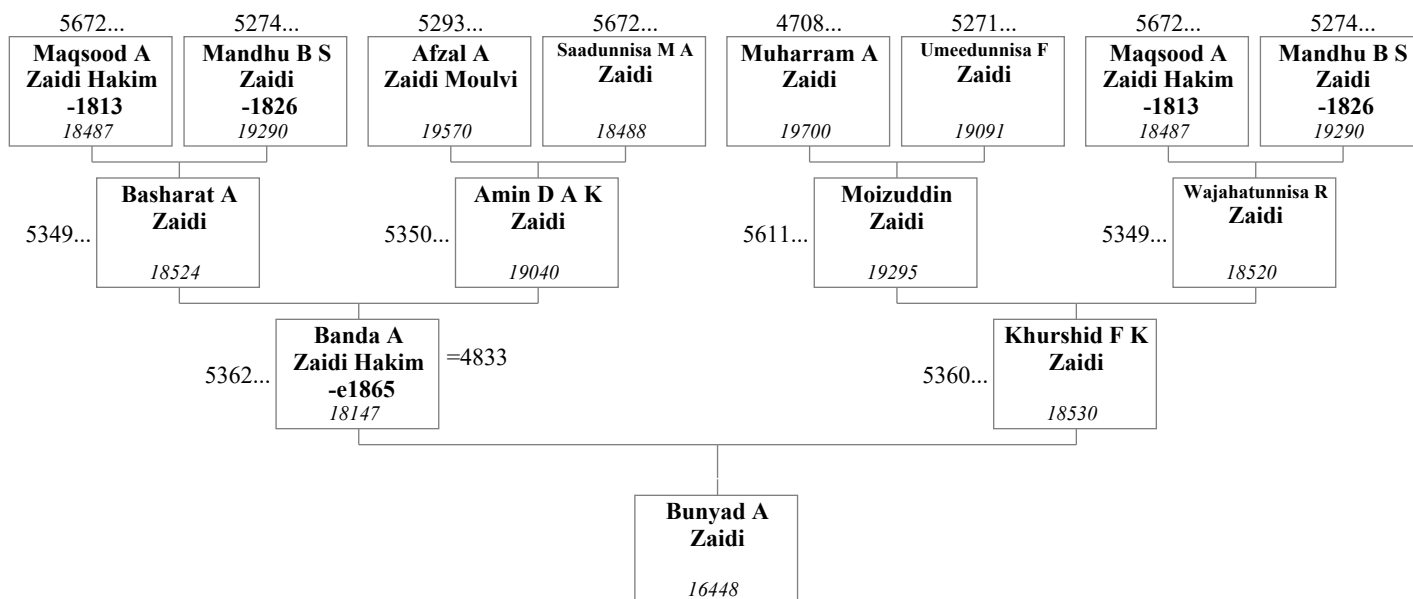 5672... 5274... 5293... 5672... 4708... 5271... 5672... 5274...
Maqsood A
Zaidi Hakim
-1813
18487
Mandhu B S
Zaidi
-1826
19290
Afzal A
Zaidi Moulvi
19570
Saadunnisa M A
Zaidi
18488
Muharram A
Zaidi
19700
Umeedunnisa F
Zaidi
19091
Maqsood A
Zaidi Hakim
-1813
18487
Mandhu B S
Zaidi
-1826
19290
5349...
Basharat A
Zaidi
18524
5350...
Amin D A K
Zaidi
19040
5611...
Moizuddin
Zaidi
19295
5349...
Wajahatunnisa R
Zaidi
18520
5362...
Banda A
Zaidi Hakim
-e1865
18147
=4833
5360...
Khurshid F K
Zaidi
18530
Bunyad A
Zaidi
16448